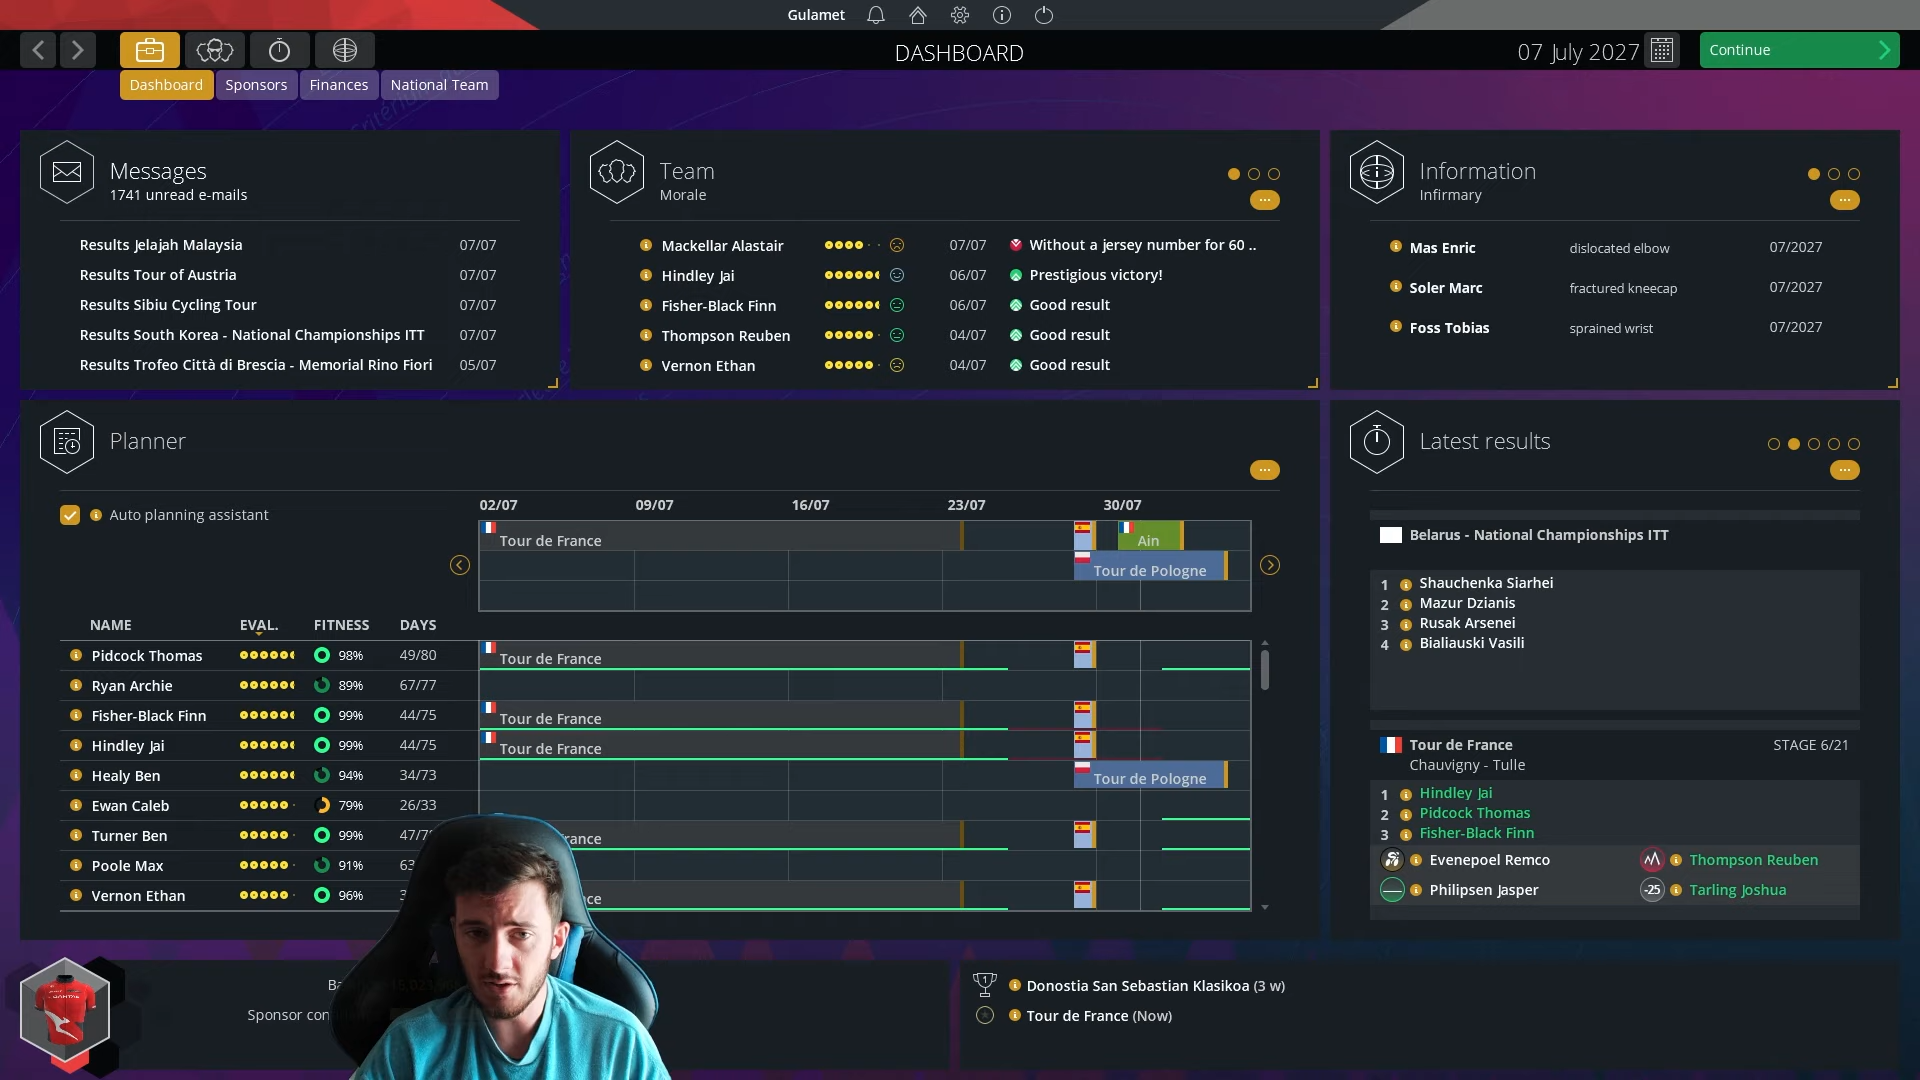 Gulamet
DASHBOARD
07 July 2027
Continue
Dashboard
Sponsors
Finances
National Team
Messages
1741 unread e-mails
Results Jelajah Malaysia 07/07
Results Tour of Austria 07/07
Results Sibiu Cycling Tour 07/07
Results South Korea - National Championships ITT 07/07
Results Trofeo Città di Brescia - Memorial Rino Fiori 05/07
Team
Morale
Mackellar Alastair 07/07 Without a jersey number for 60 ..
Hindley Jai 06/07 Prestigious victory!
Fisher-Black Finn 06/07 Good result
Thompson Reuben 04/07 Good result
Vernon Ethan 04/07 Good result
Information
Infirmary
Mas Enric dislocated elbow 07/2027
Soler Marc fractured kneecap 07/2027
Foss Tobias sprained wrist 07/2027
Planner
Auto planning assistant
02/07 09/07 16/07 23/07 30/07
Tour de France
Ain
Tour de Pologne
NAME EVAL. FITNESS DAYS
Pidcock Thomas 98% 49/80 Tour de France
Ryan Archie 89% 67/77
Fisher-Black Finn 99% 44/75 Tour de France
Hindley Jai 99% 44/75 Tour de France
Healy Ben 94% 34/73 Tour de Pologne
Ewan Caleb 79% 26/33
Turner Ben 99%
Poole Max 91%
Vernon Ethan 96%
Latest results
Belarus - National Championships ITT
1 Shauchenka Siarhei
2 Mazur Dzianis
3 Rusak Arsenei
4 Bialiauski Vasili
Tour de France STAGE 6/21
Chauvigny - Tulle
1 Hindley Jai
2 Pidcock Thomas
3 Fisher-Black Finn
Evenepoel Remco Thompson Reuben
Philipsen Jasper -25 Tarling Joshua
Sponsor
Donostia San Sebastian Klasikoa (3 w)
Tour de France (Now)